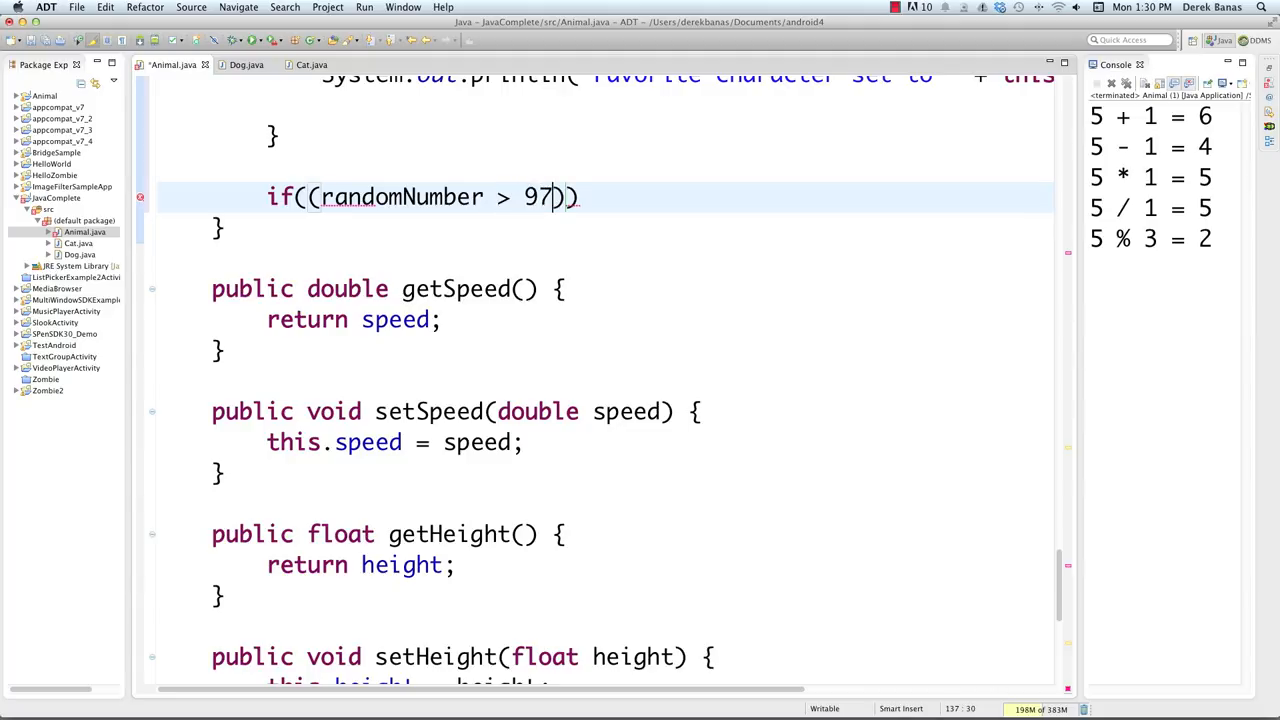 ADT File Edit Refactor Source Navigate Search Project Run Window Help 10 Mon 1:30 PM Derek Banas
Java – JavaComplete/src/Animal.java – ADT – /Users/derekbanas/Documents/android4
Quick Access Java DDMS
Package Exp
*Animal.java Dog.java Cat.java
Console
<terminated> Animal (1) [Java Application] /S
Animal
appcompat_v7
appcompat_v7_2
appcompat_v7_3
appcompat_v7_4
BridgeSample
HelloWorld
HelloZombie
ImageFilterSampleApp
JavaComplete
src
(default package)
Animal.java
Cat.java
Dog.java
JRE System Library [Ja
ListPickerExample2Activi
MediaBrowser
MultiWindowSDKExample
MusicPlayerActivity
SlookActivity
SPenSDK30_Demo
TestAndroid
TextGroupActivity
VideoPlayerActivity
Zombie
Zombie2
System.out.println("Favorite Character set to " + this
}
if((randomNumber > 97))
}
public double getSpeed() {
return speed;
}
public void setSpeed(double speed) {
this.speed = speed;
}
public float getHeight() {
return height;
}
public void setHeight(float height) {
this.height = height;
5 + 1 = 6
5 - 1 = 4
5 * 1 = 5
5 / 1 = 5
5 % 3 = 2
Writable Smart Insert 137 : 30 198M of 383M